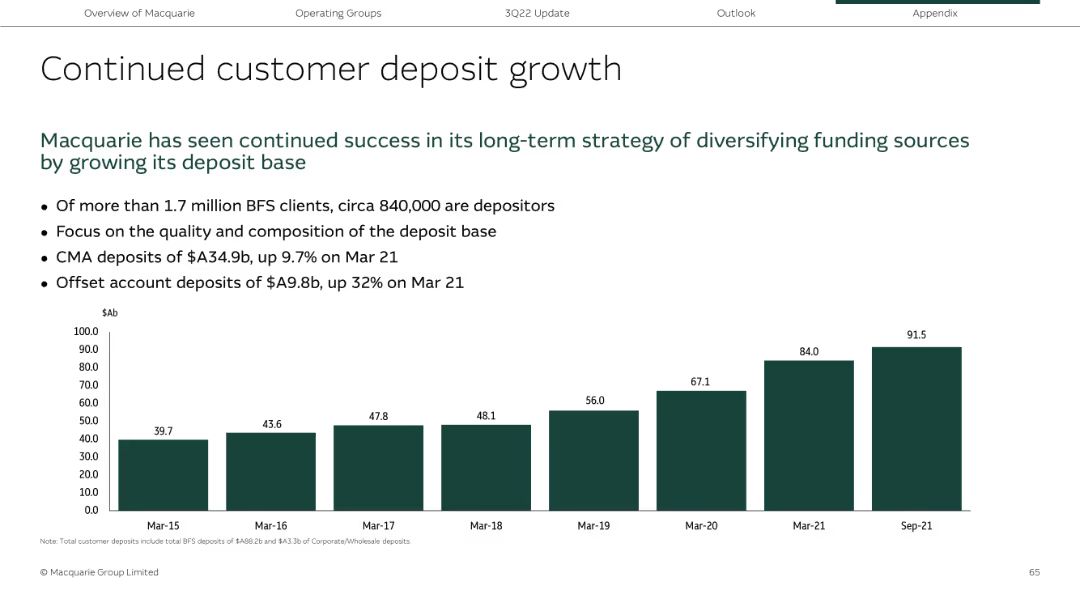 Overview of Macquarie
Operating Groups
3Q22 Update
Outlook
Appendix
Continued customer deposit growth
Macquarie has seen continued success in its long-term strategy of diversifying funding sources
by growing its deposit base
• Of more than 1.7 million BFS clients, circa 840,000 are depositors
• Focus on the quality and composition of the deposit base
• CMA deposits of $A34.9b, up 9.7% on Mar 21
• Offset account deposits of $A9.8b, up 32% on Mar 21
$Ab
100.0
90.0
80.0
70.0
60.0
50.0
40.0
30.0
20.0
10.0
0.0
39.7
43.6
47.8
48.1
56.0
67.1
84.0
91.5
Mar-15
Mar-16
Mar-17
Mar-18
Mar-19
Mar-20
Mar-21
Sep-21
Note: Total customer deposits include total BFS deposits of $A88.2b and $A3.3b of Corporate/Wholesale deposits.
© Macquarie Group Limited
65